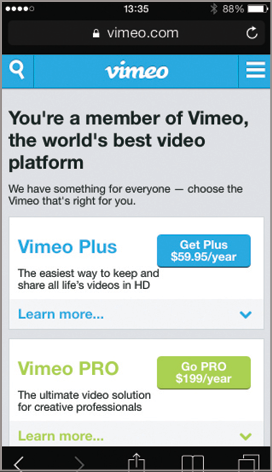 13:35
88%
vimeo.com
vimeo
You're a member of Vimeo,
the world's best video
platform
We have something for everyone — choose the
Vimeo that's right for you.
Vimeo Plus
Get Plus
$59.95/year
The easiest way to keep and
share all life's videos in HD
Learn more...
Vimeo PRO
Go PRO
$199/year
The ultimate video solution
for creative professionals
Learn more...